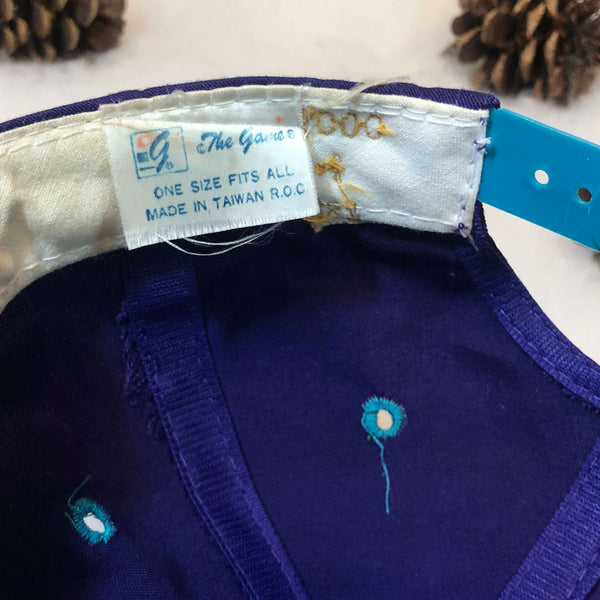 G
The Game®
ONE SIZE FITS ALL
MADE IN TAIWAN R.O.C